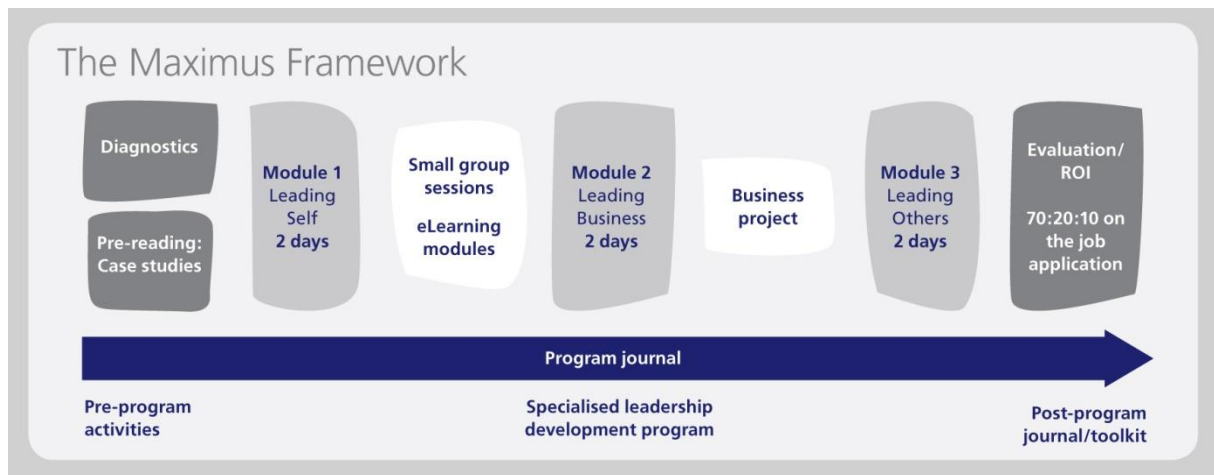 The Maximus Framework
Diagnostics
Pre-reading:
Case studies
Module 1
Leading
Self
2 days
Small group
sessions
eLearning
modules
Module 2
Leading
Business
2 days
Business
project
Module 3
Leading
Others
2 days
Evaluation/
ROI
70:20:10 on
the job
application
Program journal
Pre-program
activities
Specialised leadership
development program
Post-program
journal/toolkit